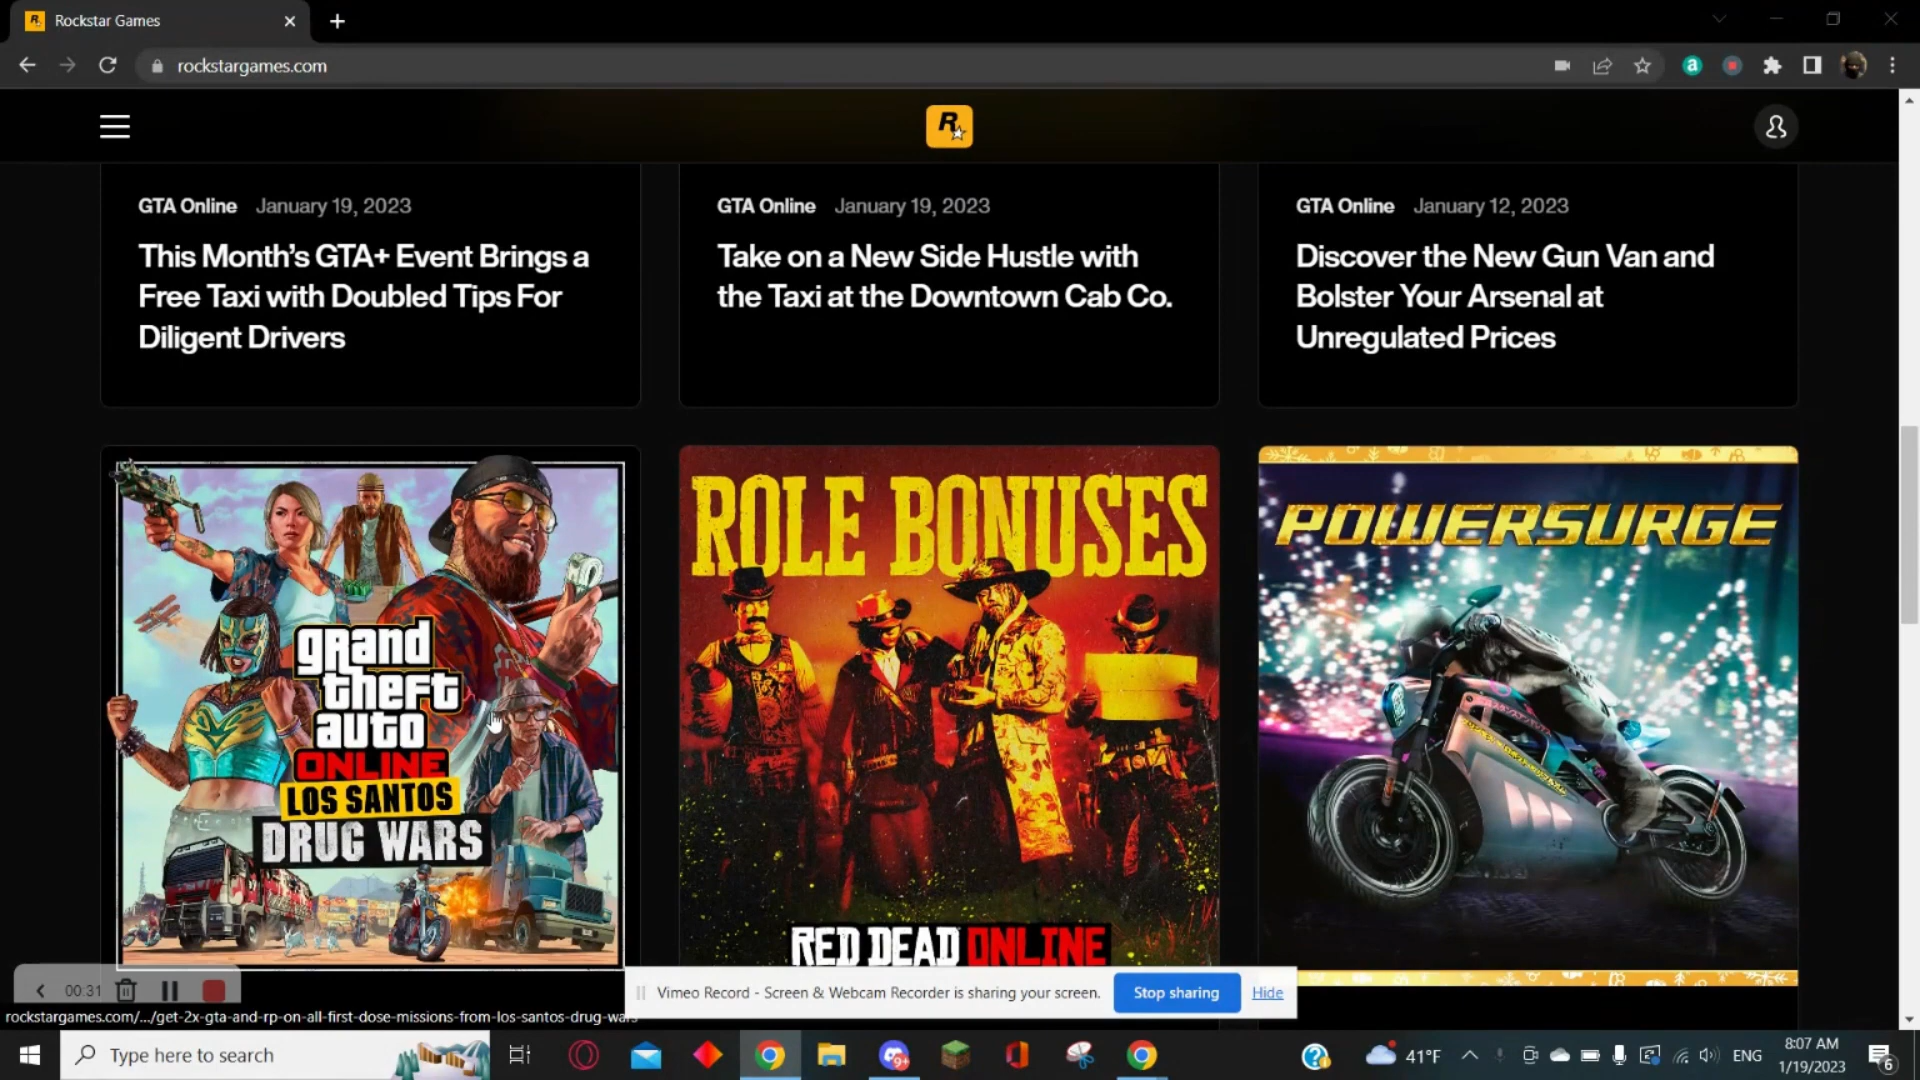 Rockstar Games
rockstargames.com
R
GTA Online January 19, 2023
This Month's GTA+ Event Brings a
Free Taxi with Doubled Tips For
Diligent Drivers
GTA Online January 19, 2023
Take on a New Side Hustle with
the Taxi at the Downtown Cab Co.
GTA Online January 12, 2023
Discover the New Gun Van and
Bolster Your Arsenal at
Unregulated Prices
grand
theft
auto
ONLINE
LOS SANTOS
DRUG WARS
ROLE BONUSES
RED DEAD ONLINE
POWERSURGE
00:31
Vimeo Record - Screen & Webcam Recorder is sharing your screen.
Stop sharing
Hide
rockstargames.com/.../get-2x-gta-and-rp-on-all-first-dose-missions-from-los-santos-drug-wars
Type here to search
41°F
ENG
8:07 AM
1/19/2023
6